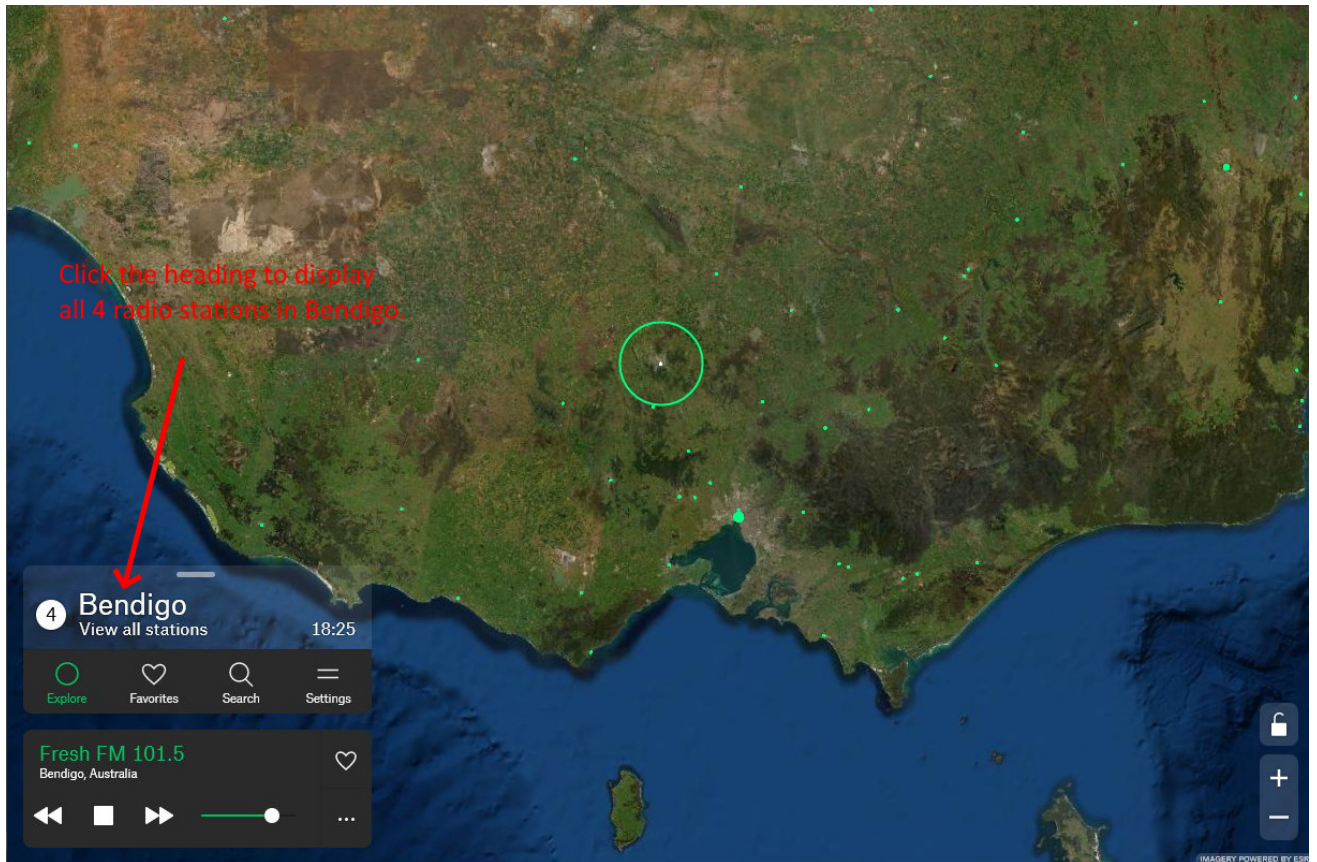 Click the heading to display
all 4 radio stations in Bendigo.
4
Bendigo
View all stations
18:25
Explore
Favorites
Search
Settings
Fresh FM 101.5
Bendigo, Australia
IMAGERY POWERED BY ESRI